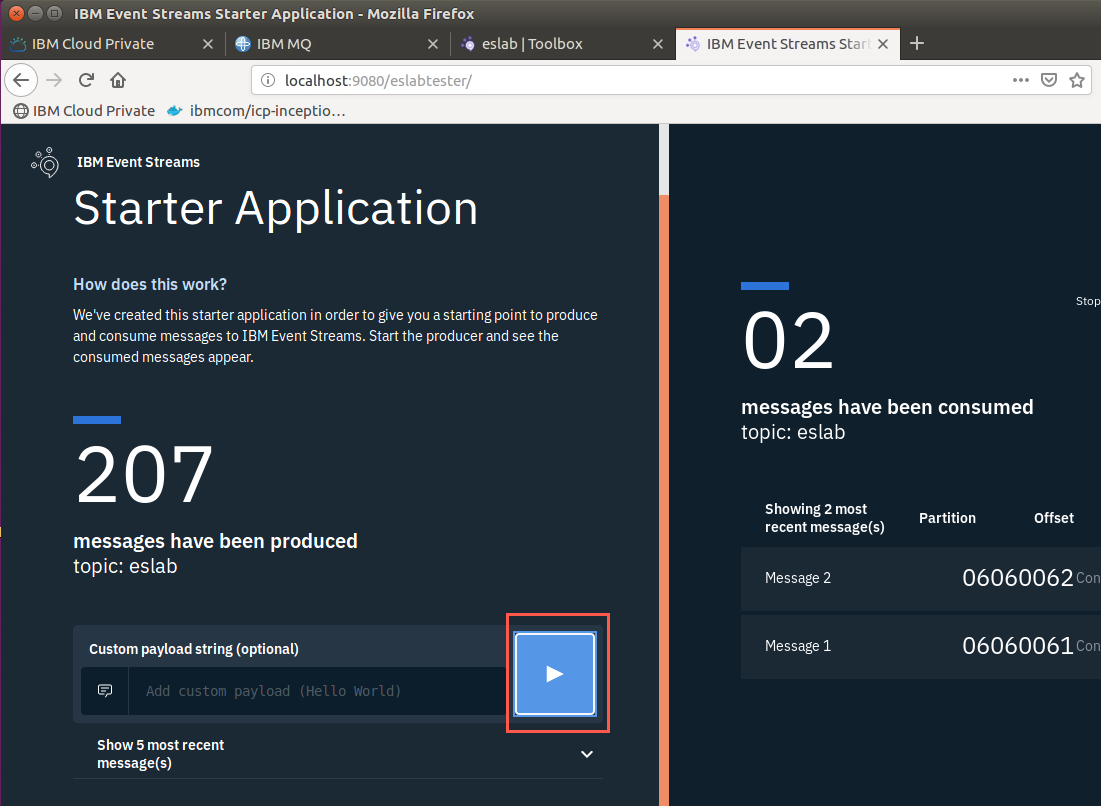 IBM Event Streams Starter Application - Mozilla Firefox
IBM Cloud Private
IBM MQ
eslab | Toolbox
IBM Event Streams Start
localhost:9080/eslabtester/
IBM Cloud Private
ibmcom/icp-inceptio…
IBM Event Streams
Starter Application
How does this work?
We've created this starter application in order to give you a starting point to produce
and consume messages to IBM Event Streams. Start the producer and see the
consumed messages appear.
207
messages have been produced
topic: eslab
Custom payload string (optional)
Add custom payload (Hello World)
Show 5 most recent
message(s)
Stop
02
messages have been consumed
topic: eslab
Showing 2 most
recent message(s)
Partition
Offset
Message 2
06060062
Con
Message 1
06060061
Con